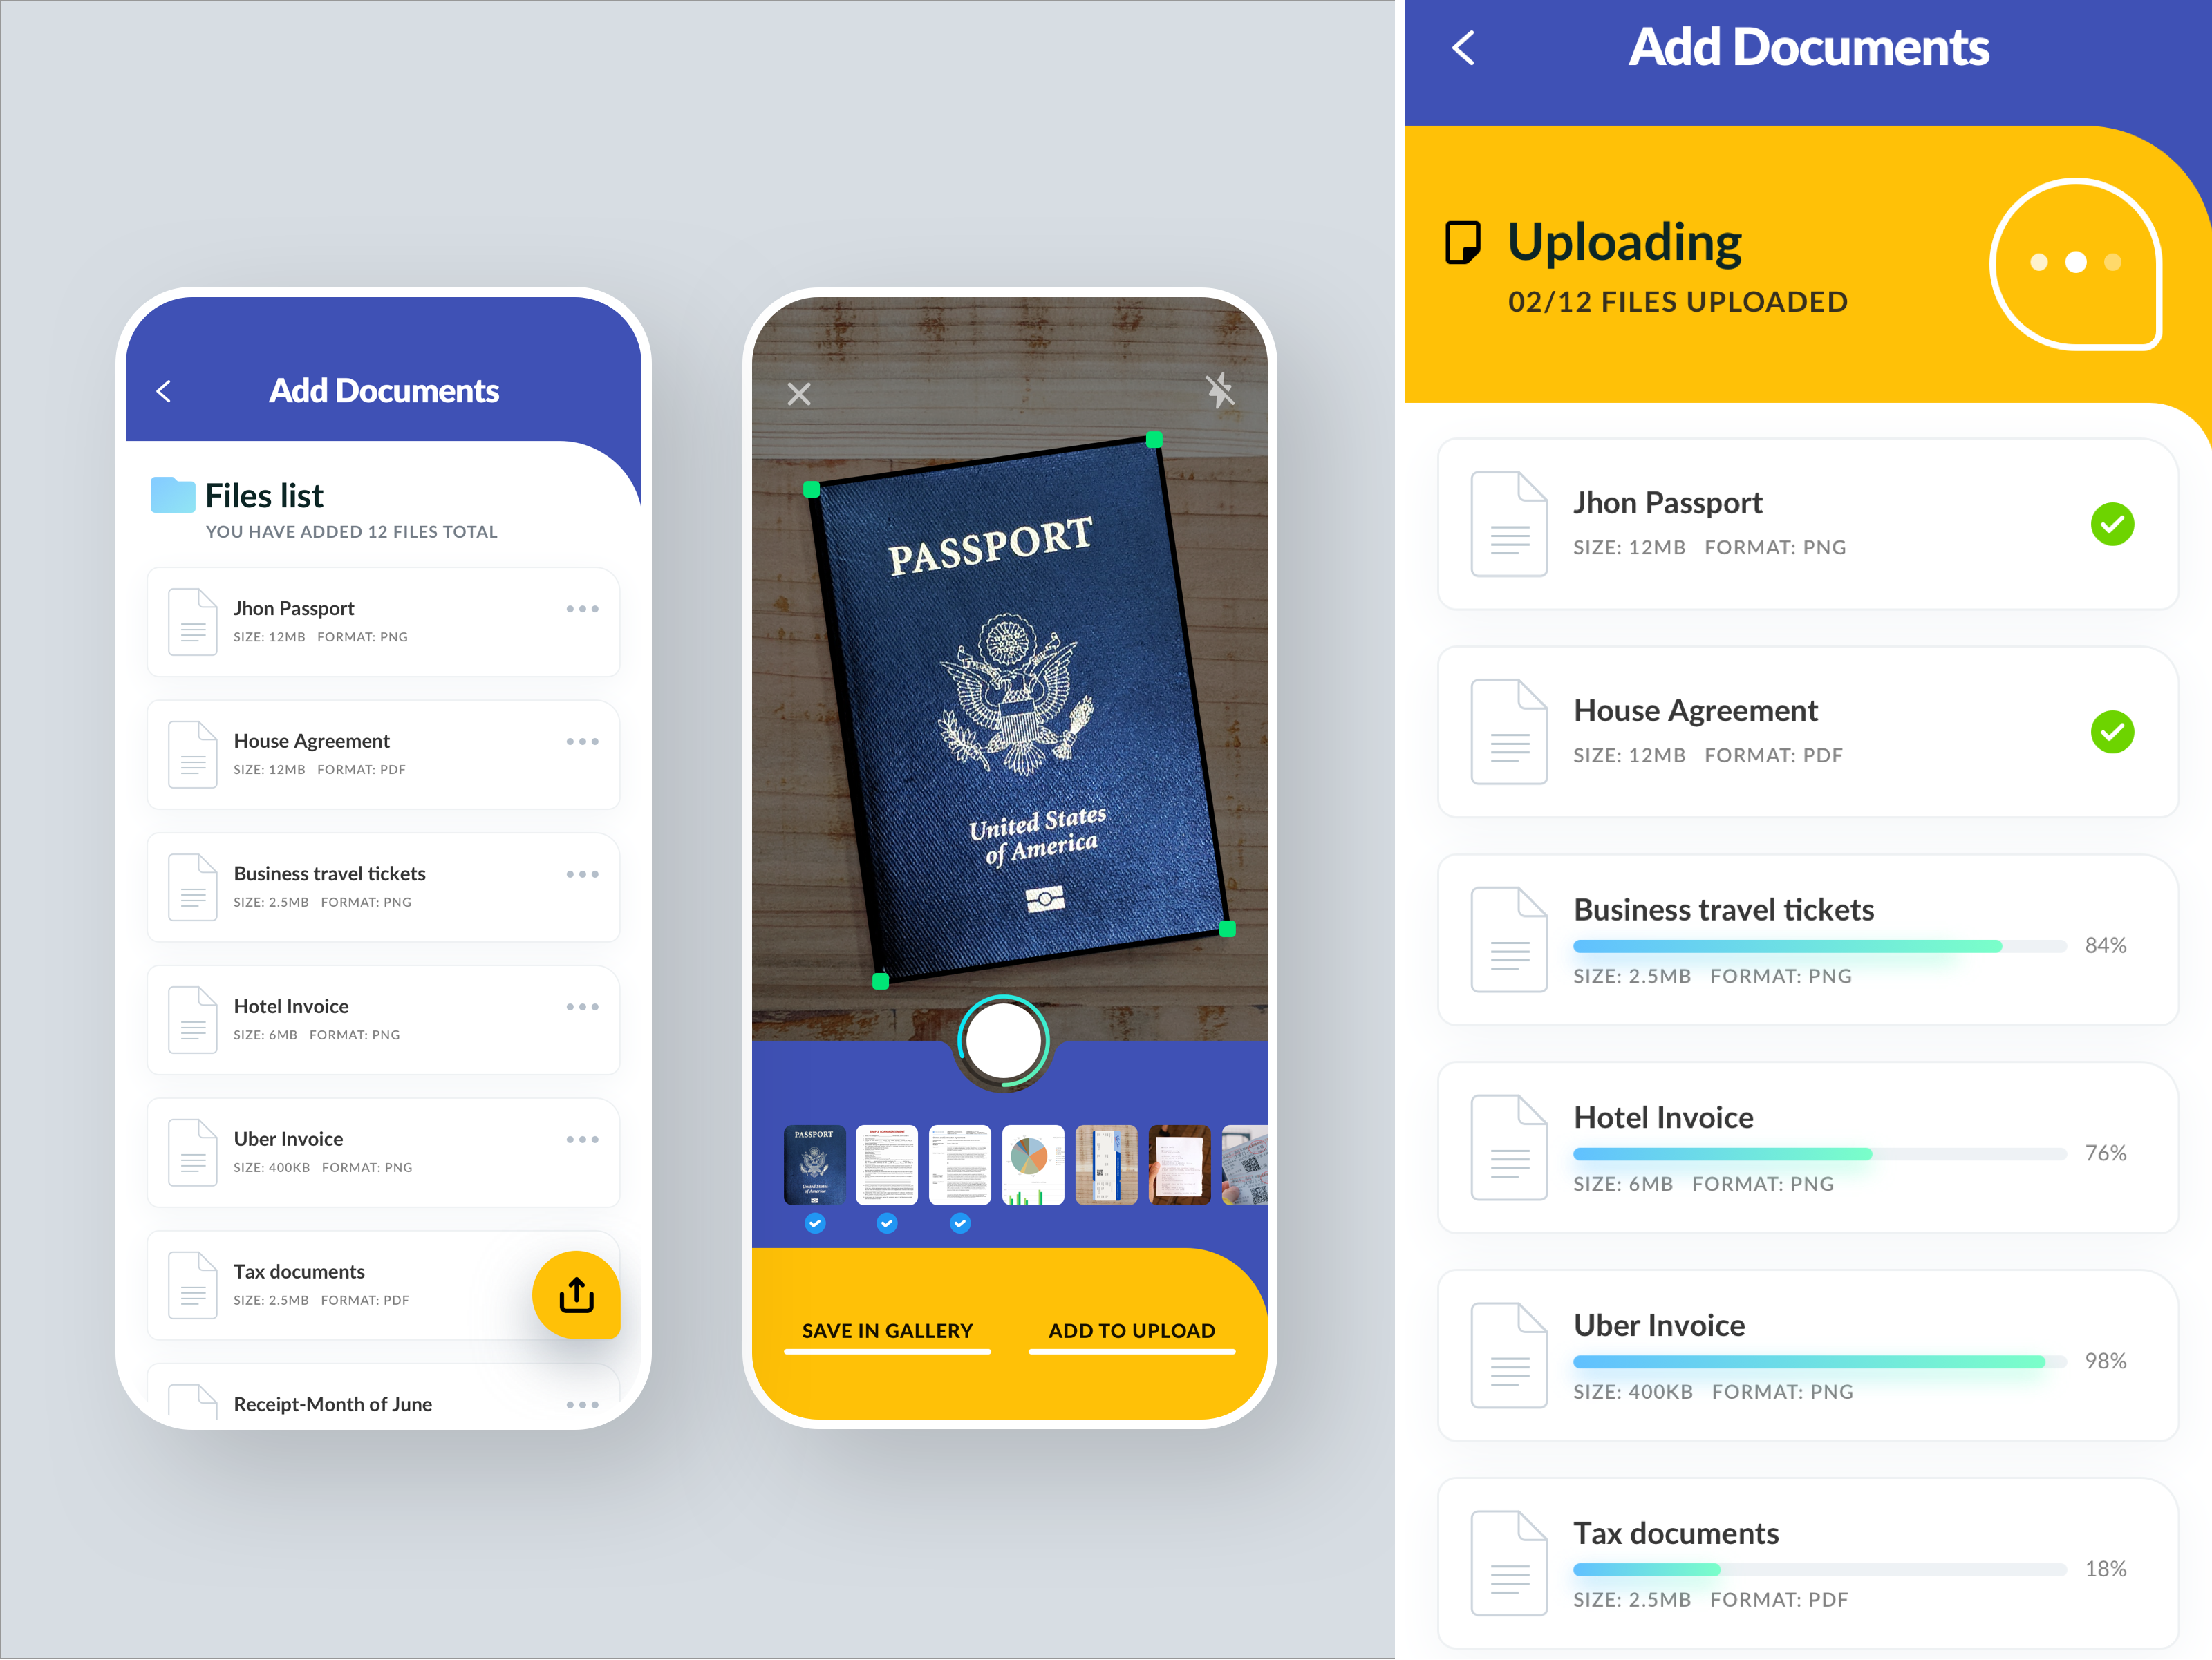 Add Documents
Files list
YOU HAVE ADDED 12 FILES TOTAL
Jhon Passport
SIZE: 12MB FORMAT: PNG
House Agreement
SIZE: 12MB FORMAT: PDF
Business travel tickets
SIZE: 2.5MB FORMAT: PNG
Hotel Invoice
SIZE: 6MB FORMAT: PNG
Uber Invoice
SIZE: 400KB FORMAT: PNG
Tax documents
SIZE: 2.5MB FORMAT: PDF
Receipt-Month of June
PASSPORT
United States
of America
PASSPORT
United States
of America
SAVE IN GALLERY
ADD TO UPLOAD
Add Documents
Uploading
02/12 FILES UPLOADED
Jhon Passport
SIZE: 12MB FORMAT: PNG
House Agreement
SIZE: 12MB FORMAT: PDF
Business travel tickets
84%
SIZE: 2.5MB FORMAT: PNG
Hotel Invoice
76%
SIZE: 6MB FORMAT: PNG
Uber Invoice
98%
SIZE: 400KB FORMAT: PNG
Tax documents
18%
SIZE: 2.5MB FORMAT: PDF